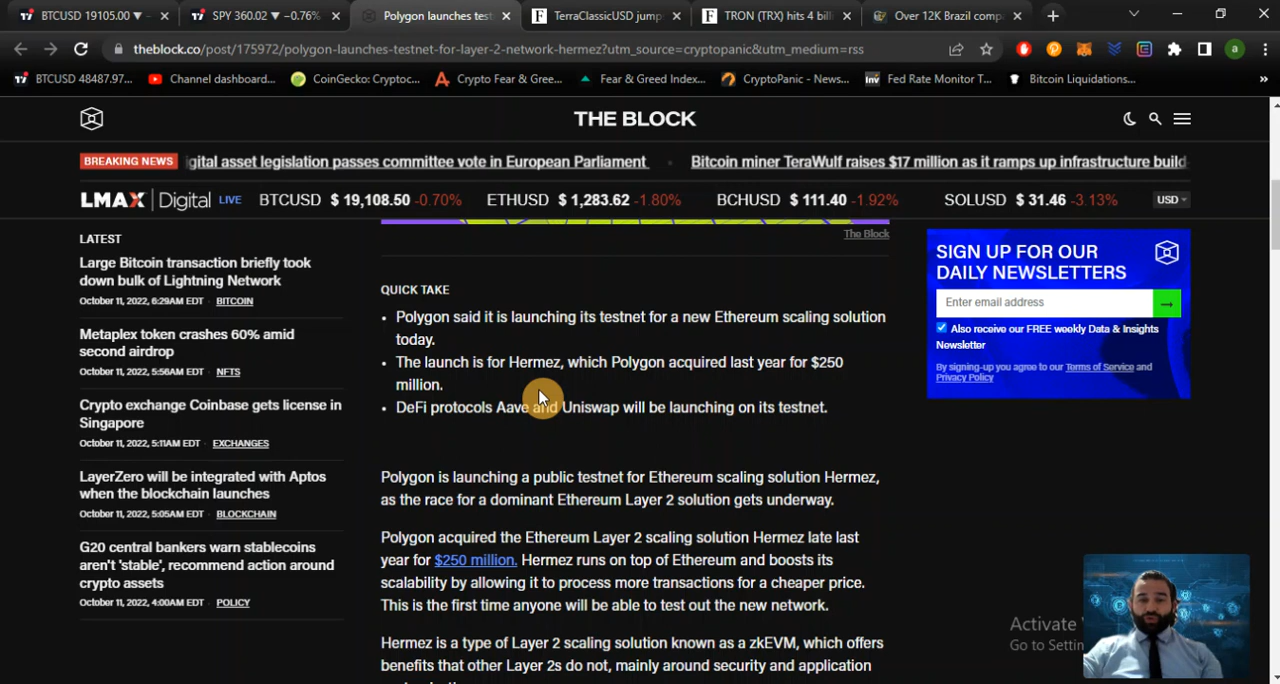 BTCUSD 19105.00 ▼ −
SPY 360.02 ▼ −0.76%
Polygon launches test
TerraClassicUSD jump
TRON (TRX) hits 4 bill
Over 12K Brazil comp
theblock.co/post/175972/polygon-launches-testnet-for-layer-2-network-hermez?utm_source=cryptopanic&utm_medium=rss
a
BTCUSD 48487.97...
Channel dashboard...
CoinGecko: Cryptoc...
Crypto Fear & Gree...
Fear & Greed Index...
CryptoPanic - News...
Inv
Fed Rate Monitor T...
Bitcoin Liquidations...
»
THE BLOCK
BREAKING NEWS
igital asset legislation passes committee vote in European Parliament
Bitcoin miner TeraWulf raises $17 million as it ramps up infrastructure build
LMAX Digital LIVE
BTCUSD $ 19,108.50 -0.70%
ETHUSD $ 1,283.62 -1.80%
BCHUSD $ 111.40 -1.92%
SOLUSD $ 31.46 -3.13%
USD
LATEST
Large Bitcoin transaction briefly took
down bulk of Lightning Network
October 11, 2022, 6:29AM EDT · BITCOIN
Metaplex token crashes 60% amid
second airdrop
October 11, 2022, 5:56AM EDT · NFTS
Crypto exchange Coinbase gets license in
Singapore
October 11, 2022, 5:11AM EDT · EXCHANGES
LayerZero will be integrated with Aptos
when the blockchain launches
October 11, 2022, 5:05AM EDT · BLOCKCHAIN
G20 central bankers warn stablecoins
aren't 'stable', recommend action around
crypto assets
October 11, 2022, 4:00AM EDT · POLICY
The Block
QUICK TAKE
• Polygon said it is launching its testnet for a new Ethereum scaling solution
today.
• The launch is for Hermez, which Polygon acquired last year for $250
million.
• DeFi protocols Aave and Uniswap will be launching on its testnet.
Polygon is launching a public testnet for Ethereum scaling solution Hermez,
as the race for a dominant Ethereum Layer 2 solution gets underway.
Polygon acquired the Ethereum Layer 2 scaling solution Hermez late last
year for $250 million. Hermez runs on top of Ethereum and boosts its
scalability by allowing it to process more transactions for a cheaper price.
This is the first time anyone will be able to test out the new network.
Hermez is a type of Layer 2 scaling solution known as a zkEVM, which offers
benefits that other Layer 2s do not, mainly around security and application
SIGN UP FOR OUR
DAILY NEWSLETTERS
Enter email address
→
Also receive our FREE weekly Data & Insights
Newsletter
By signing-up you agree to our Terms of Service and
Privacy Policy
Activate
Go to Settin